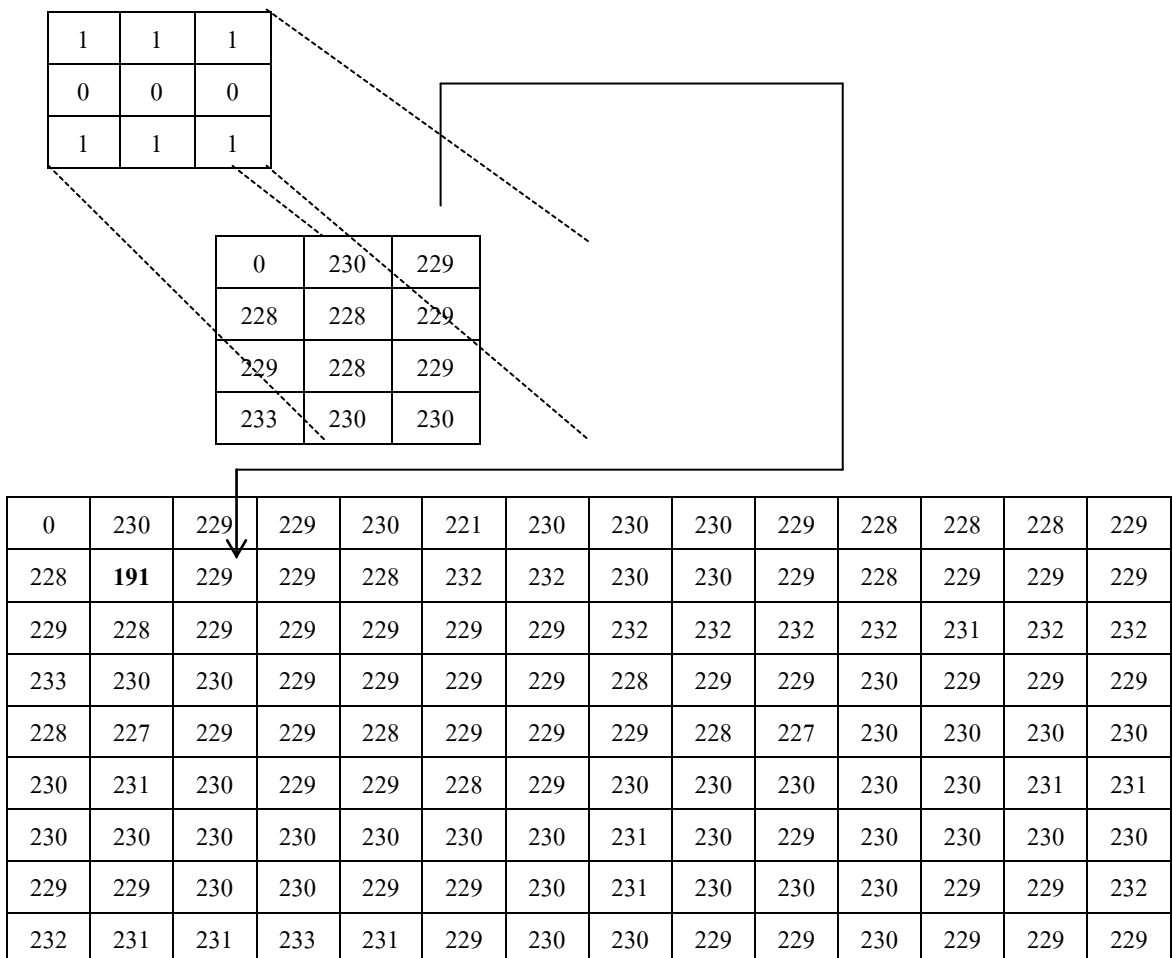 1 1 1
0 0 0
1 1 1
0 230 229
228 228 229
229 228 229
233 230 230
0 230 229 229 230 221 230 230 230 229 228 228 228 229
228 191 229 229 228 232 232 230 230 229 228 229 229 229
229 228 229 229 229 229 229 232 232 232 232 231 232 232
233 230 230 229 229 229 229 228 229 229 230 229 229 229
228 227 229 229 228 229 229 229 228 227 230 230 230 230
230 231 230 229 229 228 229 230 230 230 230 230 231 231
230 230 230 230 230 230 230 231 230 229 230 230 230 230
229 229 230 230 229 229 230 231 230 230 230 229 229 232
232 231 231 233 231 229 230 230 229 229 230 229 229 229